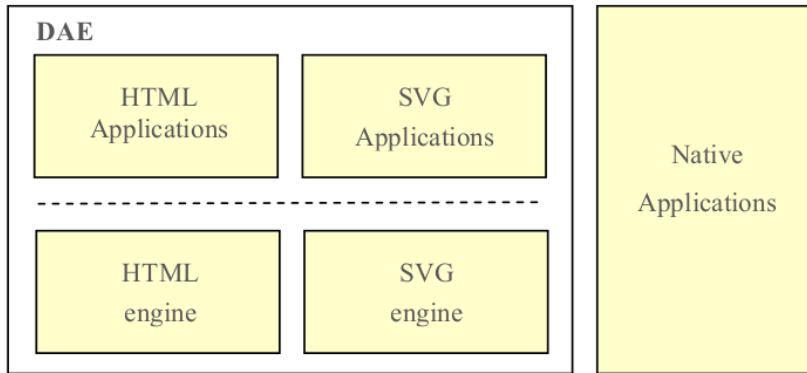 DAE
HTML
Applications
SVG
Applications
HTML
engine
SVG
engine
Native
Applications